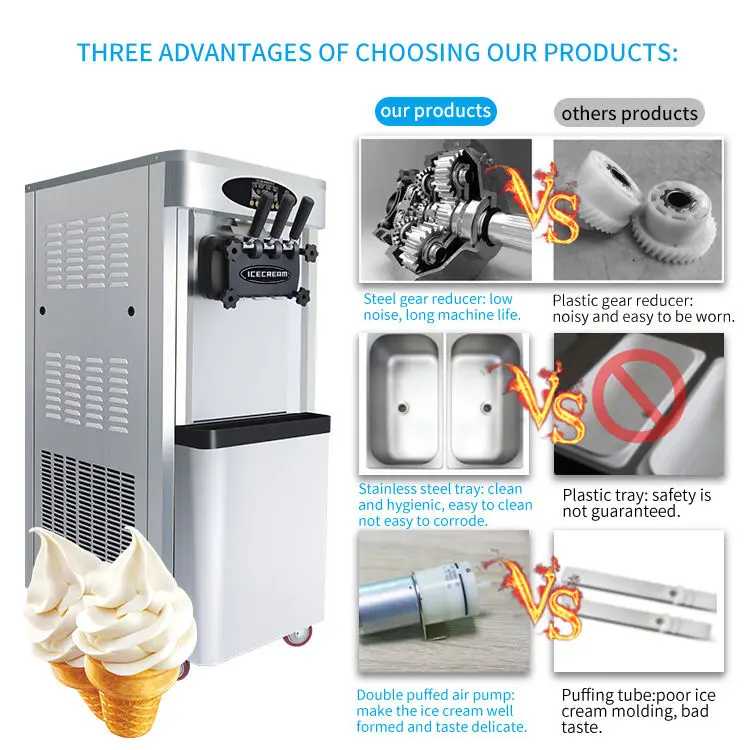 THREE ADVANTAGES OF CHOOSING OUR PRODUCTS:
our products
others products
ICECREAM
VS
Steel gear reducer: low
noise, long machine life.
Plastic gear reducer:
noisy and easy to be worn.
VS
Stainless steel tray: clean
and hygienic, easy to clean
not easy to corrode.
Plastic tray: safety is
not guaranteed.
VS
Double puffed air pump:
make the ice cream well
formed and taste delicate.
Puffing tube:poor ice
cream molding, bad
taste.